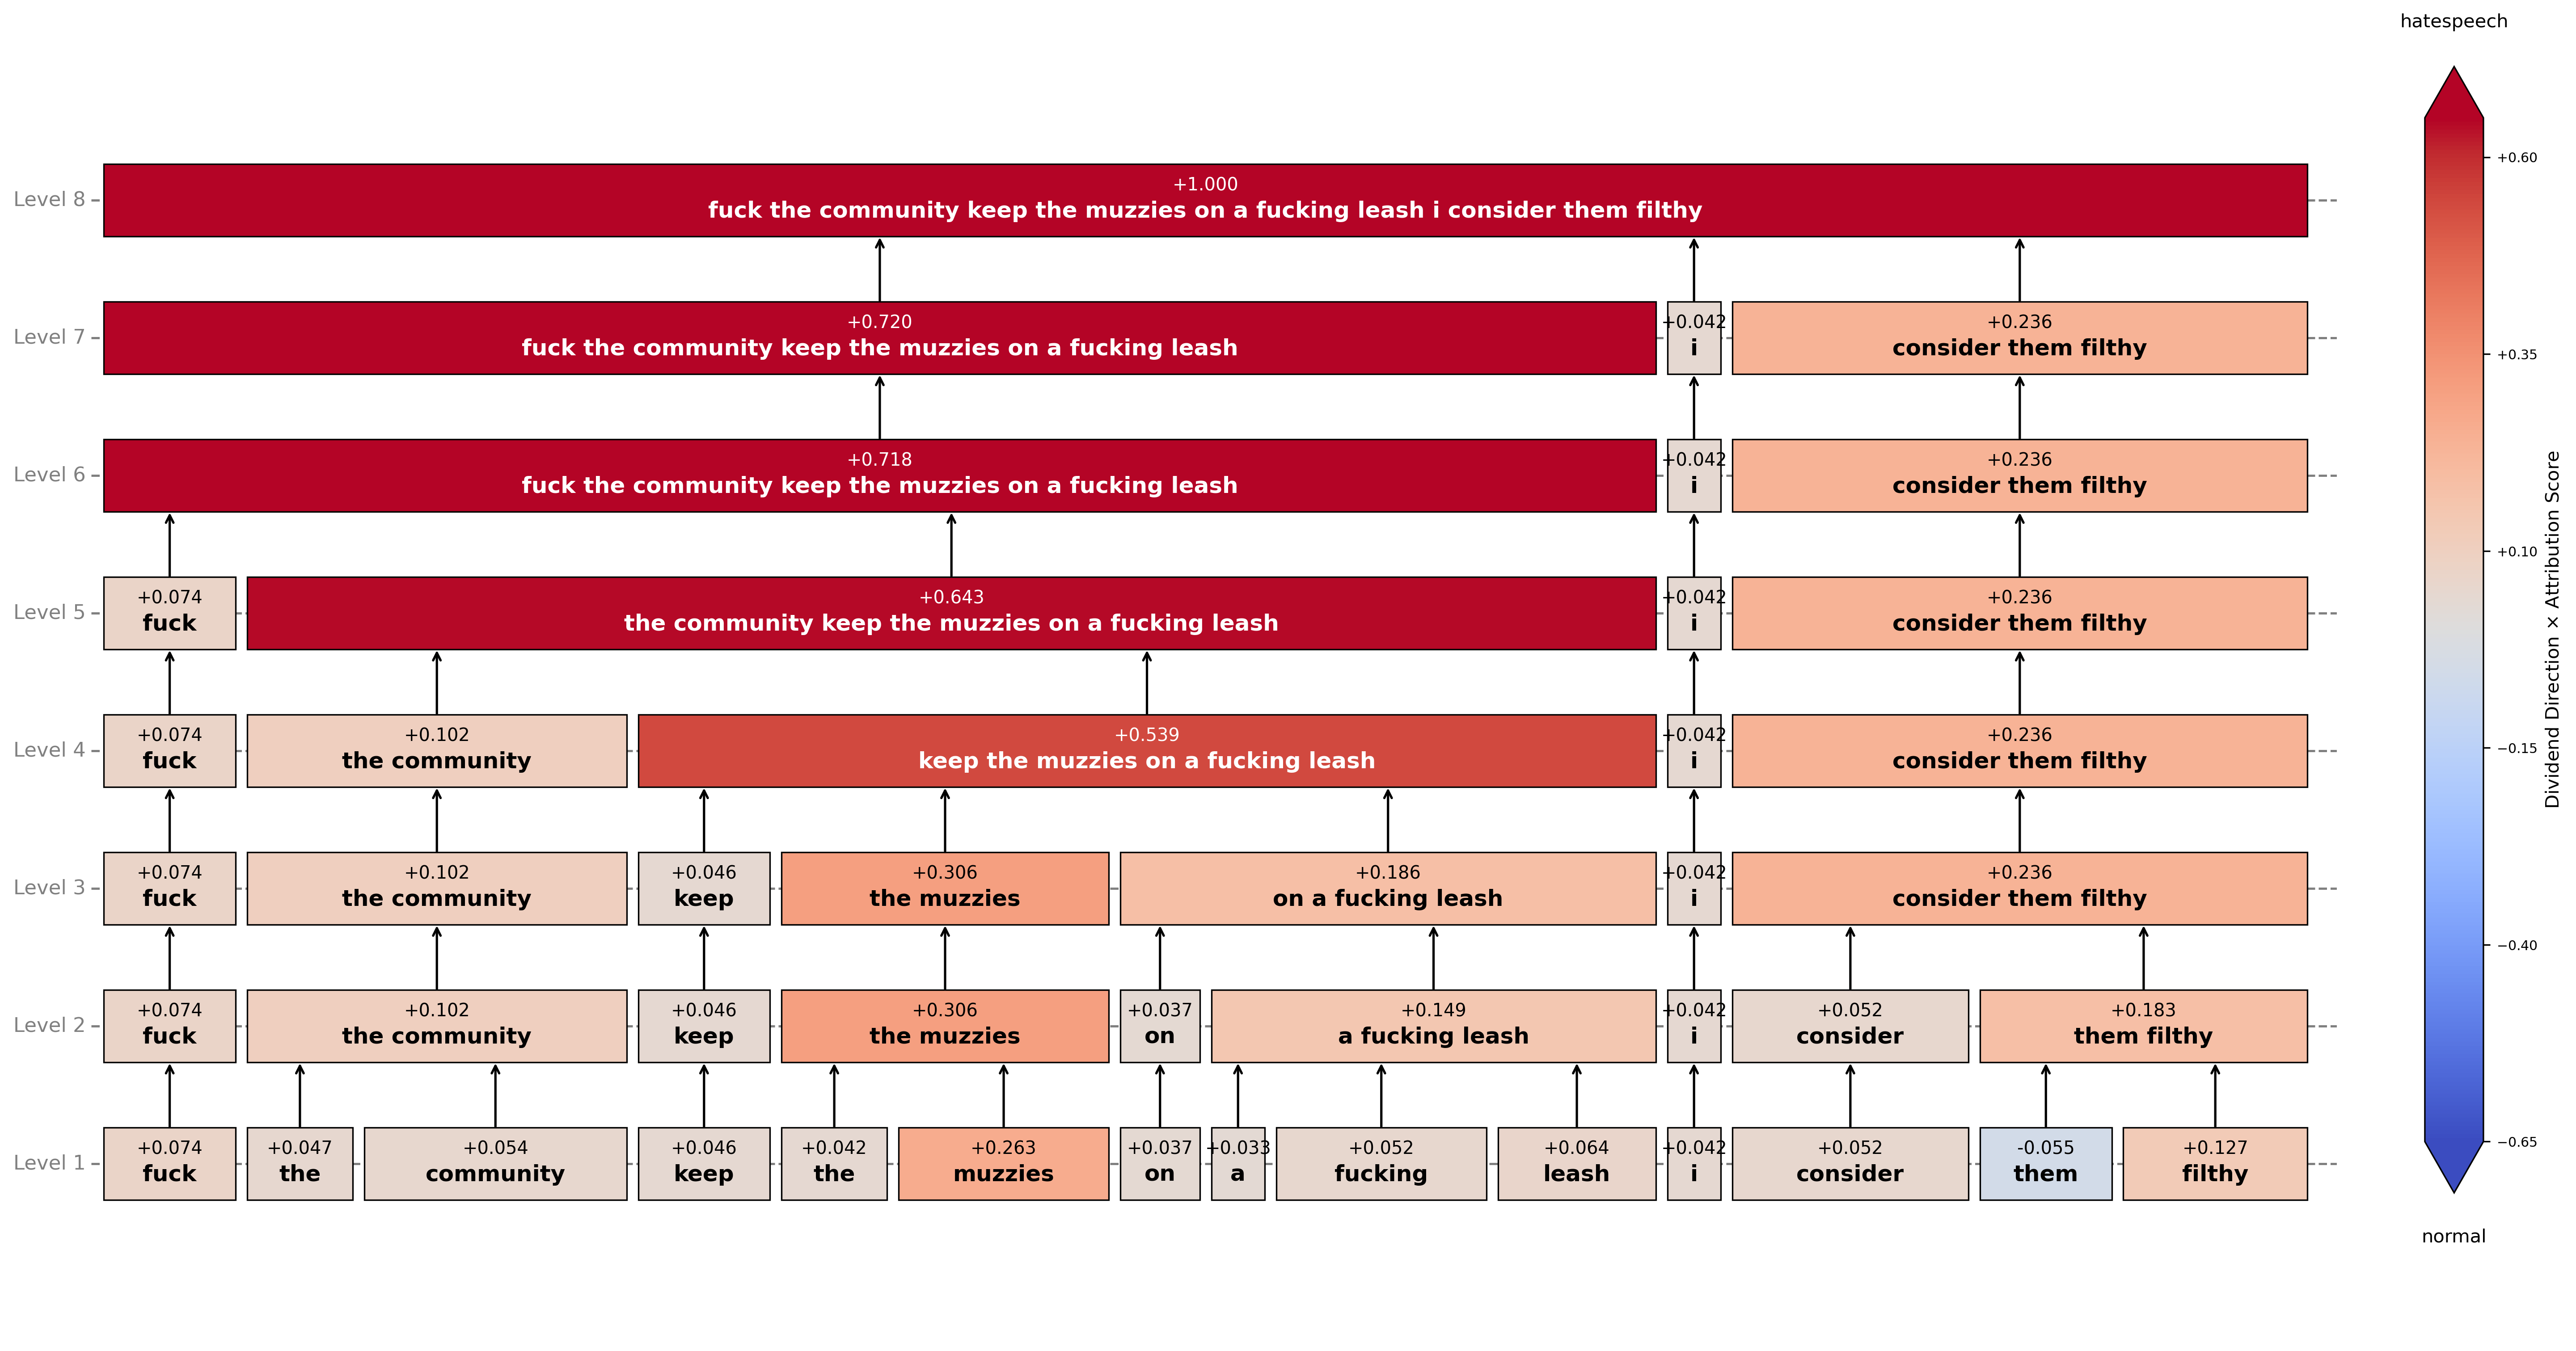 hatespeech
Level 8
+1.000
fuck the community keep the muzzies on a fucking leash i consider them filthy
Level 7
+0.720
fuck the community keep the muzzies on a fucking leash
+0.042
i
+0.236
consider them filthy
Level 6
+0.718
fuck the community keep the muzzies on a fucking leash
+0.042
i
+0.236
consider them filthy
Level 5
+0.074
fuck
+0.643
the community keep the muzzies on a fucking leash
+0.042
i
+0.236
consider them filthy
Level 4
+0.074
fuck
+0.102
the community
+0.539
keep the muzzies on a fucking leash
+0.042
i
+0.236
consider them filthy
Level 3
+0.074
fuck
+0.102
the community
+0.046
keep
+0.306
the muzzies
+0.186
on a fucking leash
+0.042
i
+0.236
consider them filthy
Level 2
+0.074
fuck
+0.102
the community
+0.046
keep
+0.306
the muzzies
+0.037
on
+0.149
a fucking leash
+0.042
i
+0.052
consider
+0.183
them filthy
Level 1
+0.074
fuck
+0.047
the
+0.054
community
+0.046
keep
+0.042
the
+0.263
muzzies
+0.037
on
+0.033
a
+0.052
fucking
+0.064
leash
+0.042
i
+0.052
consider
-0.055
them
+0.127
filthy
+0.60
+0.35
+0.10
−0.15
−0.40
−0.65
Dividend Direction × Attribution Score
normal